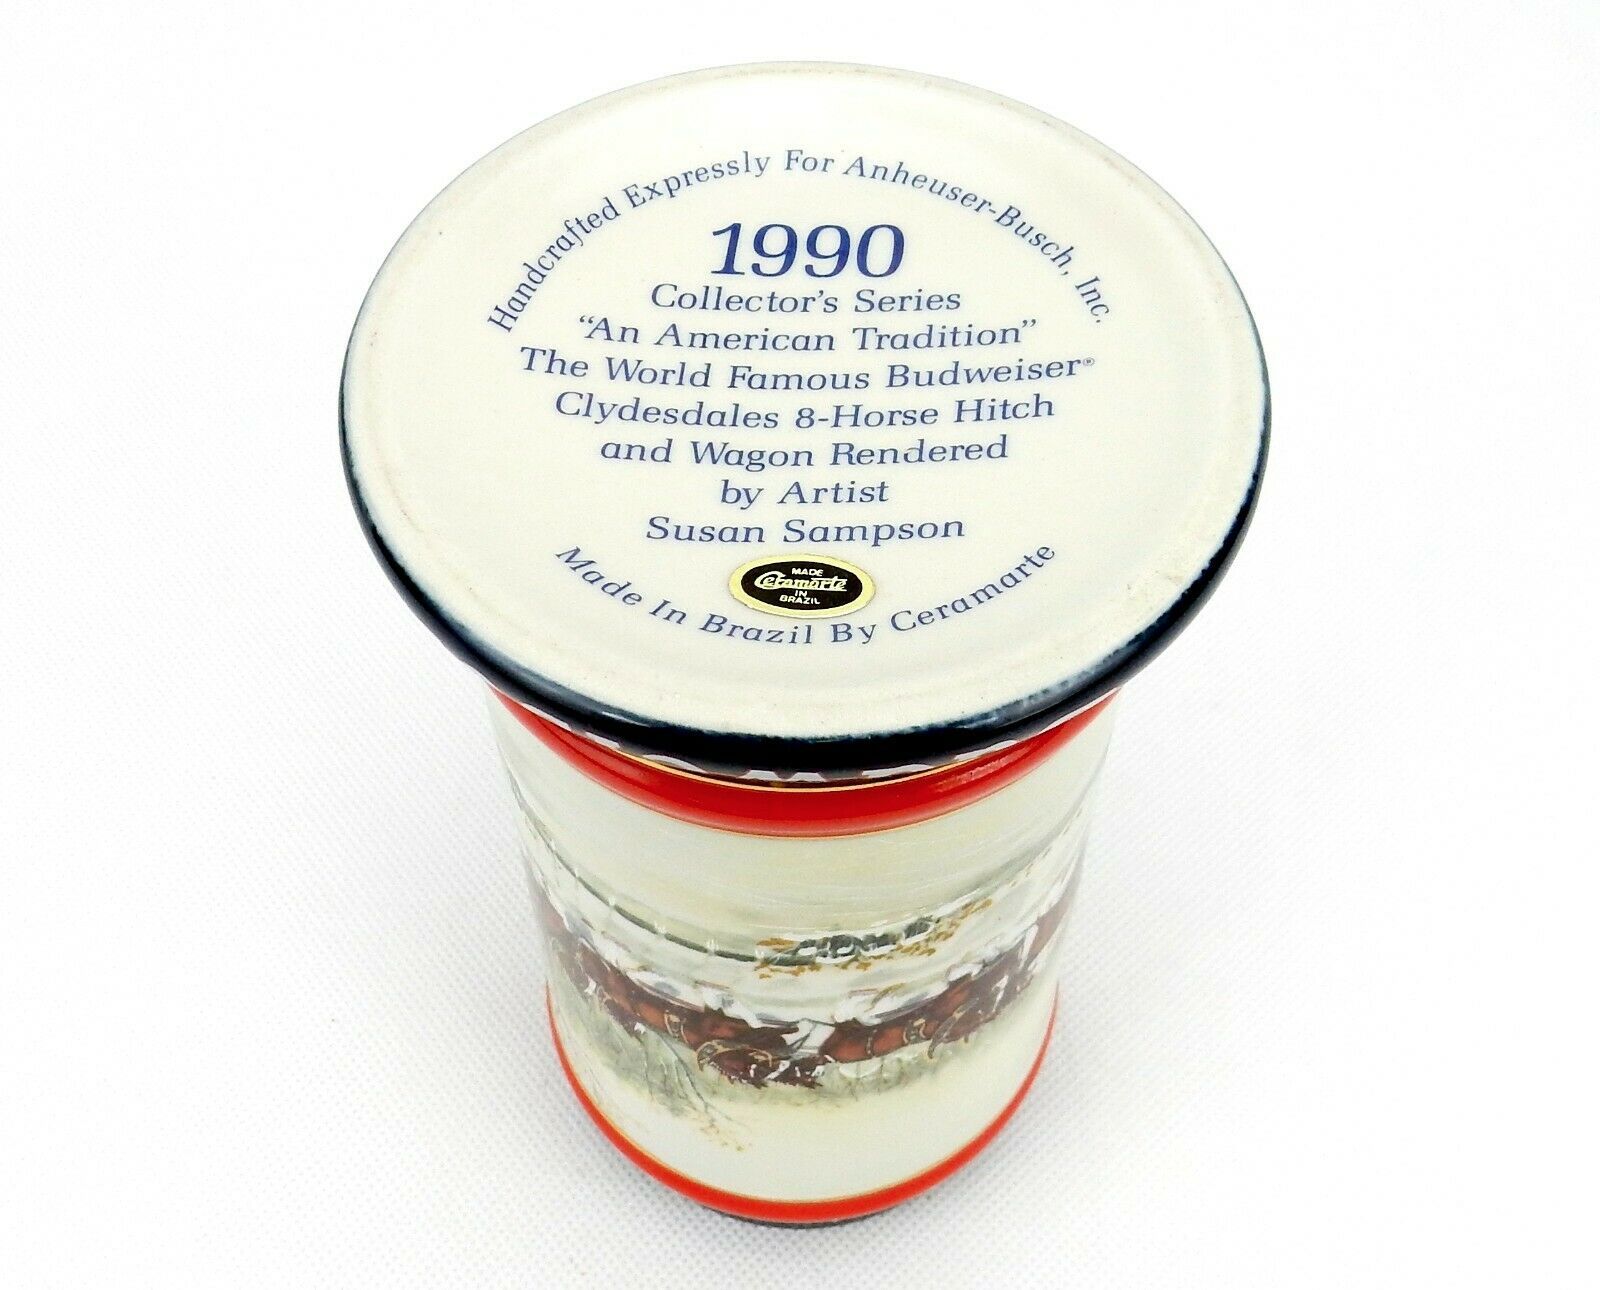 Handcrafted Expressly For Anheuser-Busch, Inc.
1990
Collector's Series
"An American Tradition"
The World Famous Budweiser®
Clydesdales 8-Horse Hitch
and Wagon Rendered
by Artist
Susan Sampson
MADE
Ceramarte
IN
BRAZIL
Made In Brazil By Ceramarte